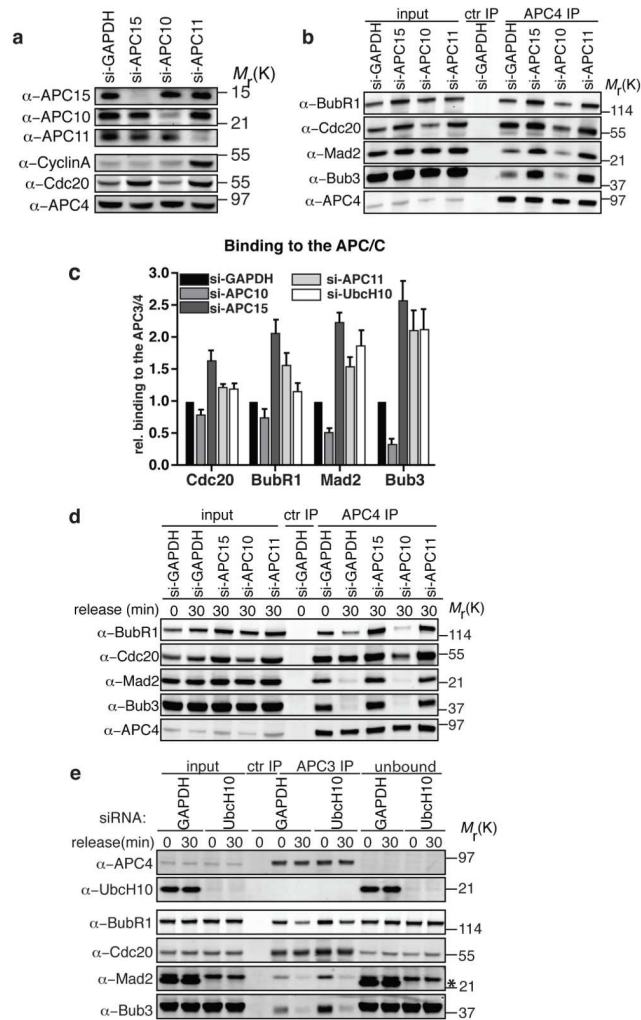 a
si-GAPDH si-APC15 si-APC10 si-APC11
Mr(K)
α-APC15 15
α-APC10 21
α-APC11
α-CyclinA 55
α-Cdc20 55
α-APC4 97
b
input ctr IP APC4 IP
si-GAPDH si-APC15 si-APC10 si-APC11 si-GAPDH si-GAPDH si-APC15 si-APC10 si-APC11
Mr(K)
α-BubR1 114
α-Cdc20 55
α-Mad2 21
α-Bub3 37
α-APC4 97
Binding to the APC/C
c
si-GAPDH si-APC11
si-APC10 si-UbcH10
si-APC15
rel. binding to the APC3/4
3.0
2.5
2.0
1.5
1.0
0.5
0.0
Cdc20 BubR1 Mad2 Bub3
d
input ctr IP APC4 IP
si-GAPDH si-GAPDH si-APC15 si-APC10 si-APC11 si-GAPDH si-GAPDH si-GAPDH si-APC15 si-APC10 si-APC11
release (min) 0 30 30 30 30 0 0 30 30 30 30 Mr(K)
α-BubR1 114
α-Cdc20 55
α-Mad2 21
α-Bub3 37
α-APC4 97
e
input ctr IP APC3 IP unbound
siRNA: GAPDH UbcH10 GAPDH UbcH10 GAPDH UbcH10
Mr(K)
release(min) 0 30 0 30 0 0 30 0 30 0 30 0 30
α-APC4 97
α-UbcH10 21
α-BubR1 114
α-Cdc20 55
α-Mad2 * 21
α-Bub3 37